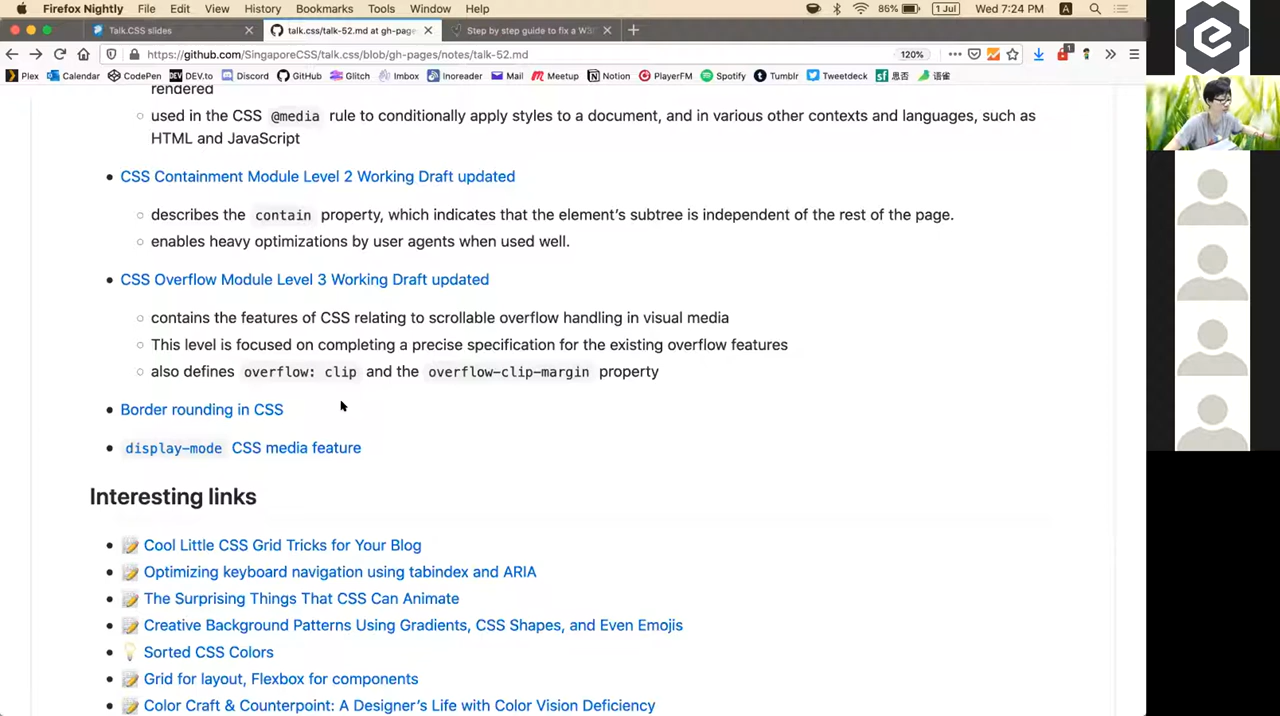 Firefox Nightly File Edit View History Bookmarks Tools Window Help 86% 1 Jul Wed 7:24 PM A
Talk.CSS slides talk.css/talk-52.md at gh-page Step by step guide to fix a W3
https://github.com/SingaporeCSS/talk.css/blob/gh-pages/notes/talk-52.md 120% 1
Plex Calendar CodePen DEV.to Discord GitHub Glitch Imbox Inoreader Mail Meetup Notion PlayerFM Spotify Tumblr Tweetdeck sf 思否 语雀
rendered
used in the CSS @media rule to conditionally apply styles to a document, and in various other contexts and languages, such as
HTML and JavaScript
CSS Containment Module Level 2 Working Draft updated
describes the contain property, which indicates that the element's subtree is independent of the rest of the page.
enables heavy optimizations by user agents when used well.
CSS Overflow Module Level 3 Working Draft updated
contains the features of CSS relating to scrollable overflow handling in visual media
This level is focused on completing a precise specification for the existing overflow features
also defines overflow: clip and the overflow-clip-margin property
Border rounding in CSS
display-mode CSS media feature
Interesting links
Cool Little CSS Grid Tricks for Your Blog
Optimizing keyboard navigation using tabindex and ARIA
The Surprising Things That CSS Can Animate
Creative Background Patterns Using Gradients, CSS Shapes, and Even Emojis
Sorted CSS Colors
Grid for layout, Flexbox for components
Color Craft & Counterpoint: A Designer's Life with Color Vision Deficiency